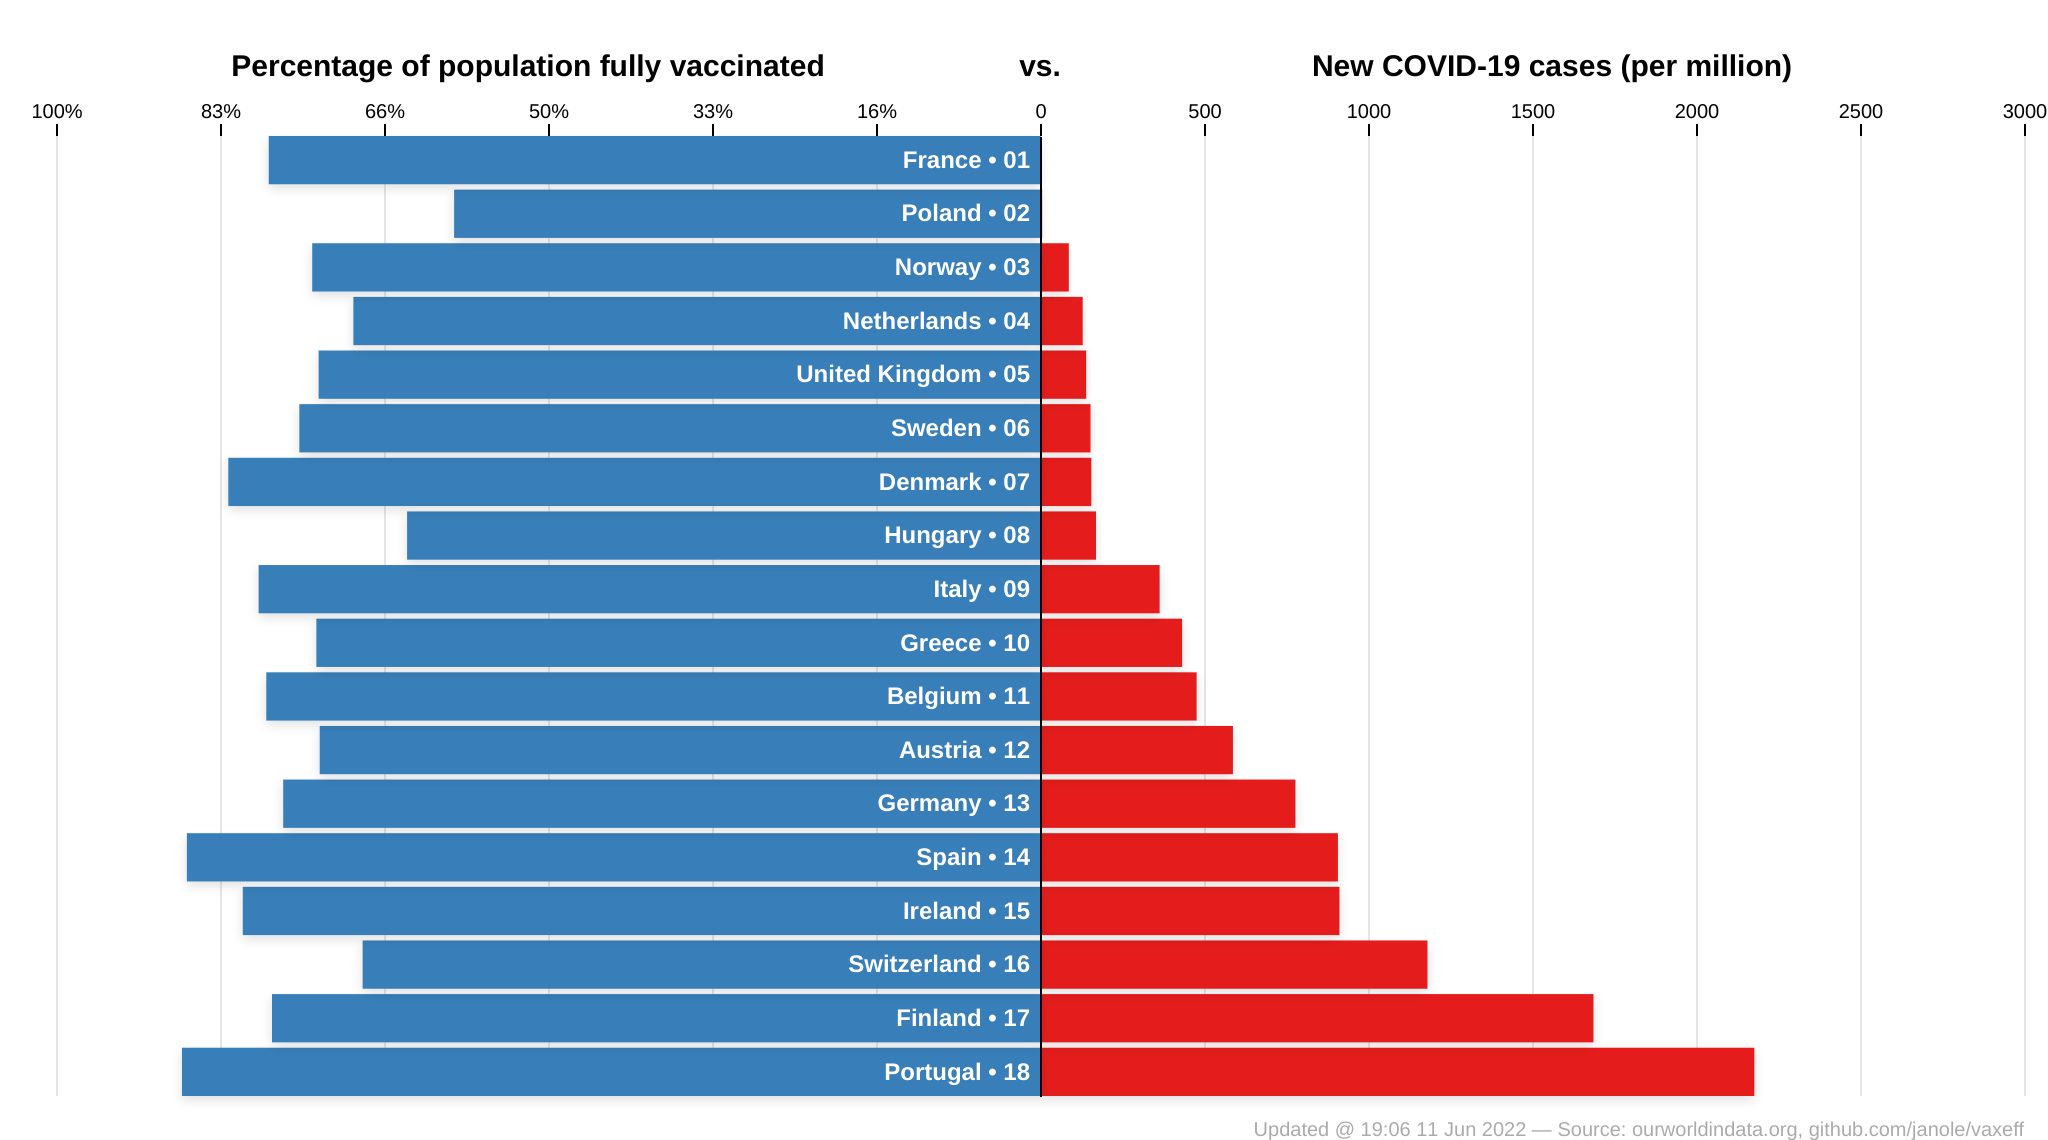 Percentage of population fully vaccinated vs. New COVID-19 cases (per million)
100% 83% 66% 50% 33% 16% 0 500 1000 1500 2000 2500 3000
France • 01
Poland • 02
Norway • 03
Netherlands • 04
United Kingdom • 05
Sweden • 06
Denmark • 07
Hungary • 08
Italy • 09
Greece • 10
Belgium • 11
Austria • 12
Germany • 13
Spain • 14
Ireland • 15
Switzerland • 16
Finland • 17
Portugal • 18
Updated @ 19:06 11 Jun 2022 — Source: ourworldindata.org, github.com/janole/vaxeff